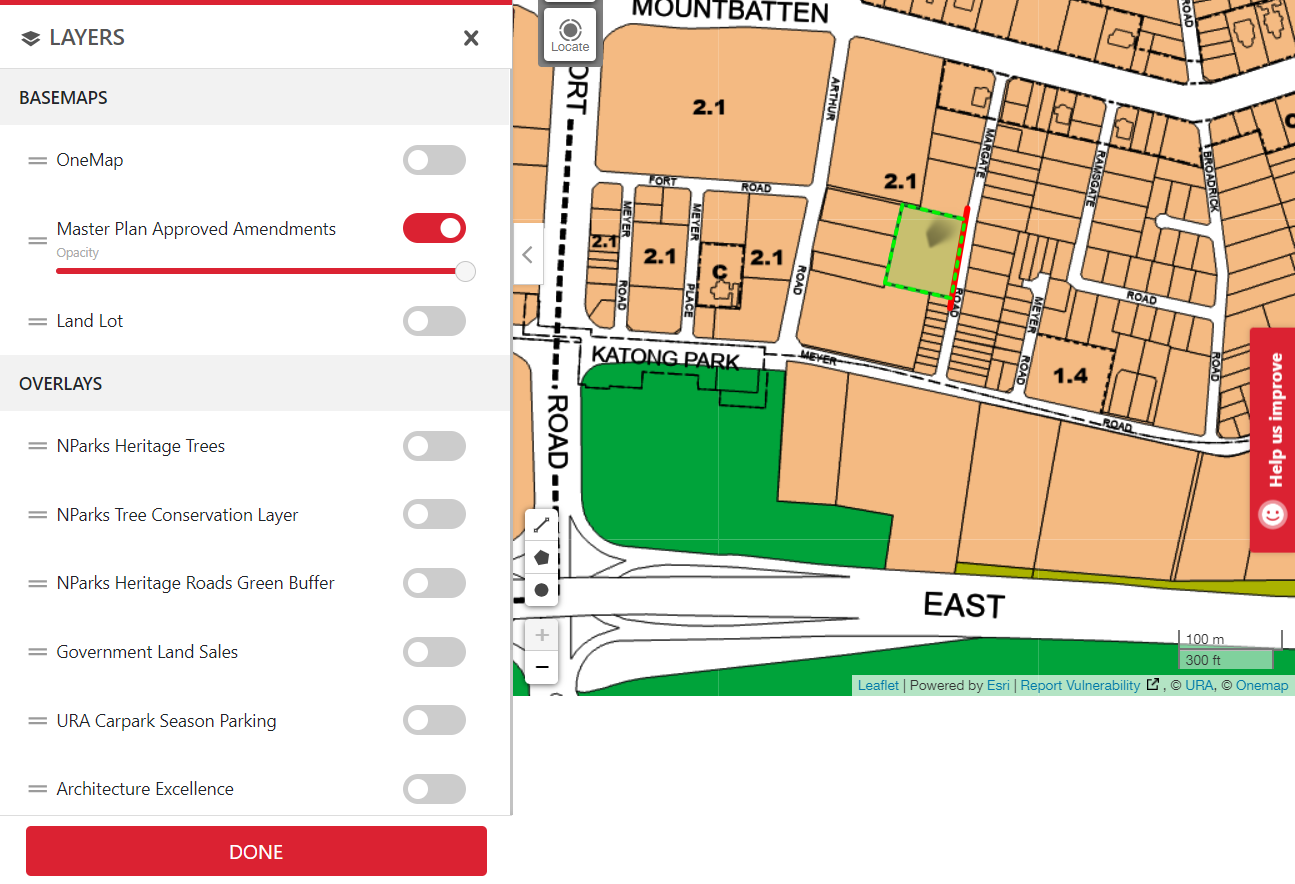 LAYERS
BASEMAPS
OneMap
Master Plan Approved Amendments
Opacity
Land Lot
OVERLAYS
NParks Heritage Trees
NParks Tree Conservation Layer
NParks Heritage Roads Green Buffer
Government Land Sales
URA Carpark Season Parking
Architecture Excellence
DONE
MOUNTBATTEN
Locate
ORT
ROAD
2.1
ARTHUR
ROAD
FORT ROAD
MEYER
ROAD
MEYER
PLACE
2.1
2.1
C
2.1
2.1
MARGATE
ROAD
RAMSGATE
ROAD
BROADRICK
ROAD
MEYER
ROAD
ROAD
1.4
C
KATONG PARK
MEYER
ROAD
EAST
Help us improve
+
−
100 m
300 ft
Leaflet | Powered by Esri | Report Vulnerability , © URA, © Onemap